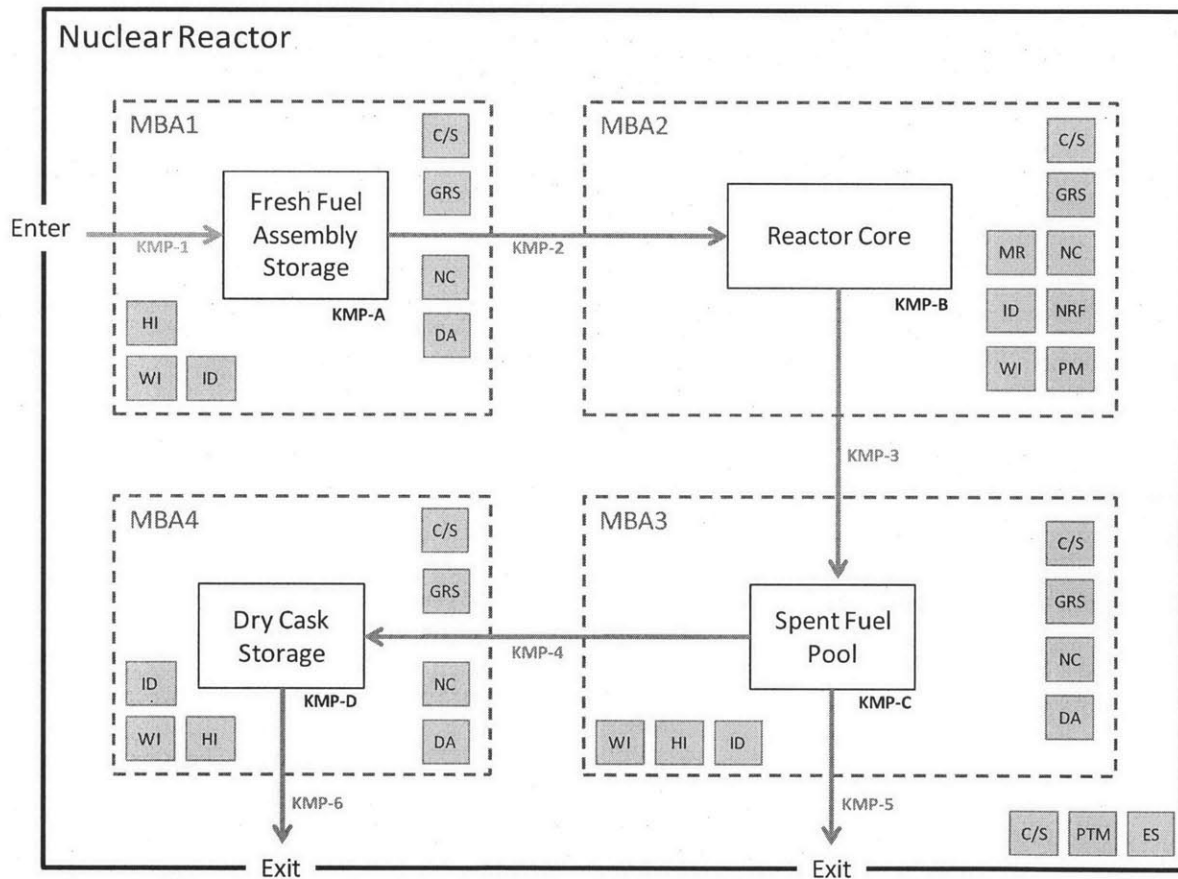 Nuclear Reactor
MBA1
C/S
GRS
Enter
KMP-1
Fresh Fuel
Assembly
Storage
KMP-A
NC
DA
HI
WI
ID
KMP-2
MBA2
C/S
GRS
Reactor Core
KMP-B
MR
NC
ID
NRF
WI
PM
KMP-3
MBA4
C/S
GRS
Dry Cask
Storage
KMP-D
ID
WI
HI
NC
DA
KMP-4
MBA3
C/S
GRS
Spent Fuel
Pool
KMP-C
NC
DA
WI
HI
ID
KMP-6
KMP-5
C/S
PTM
ES
Exit
Exit